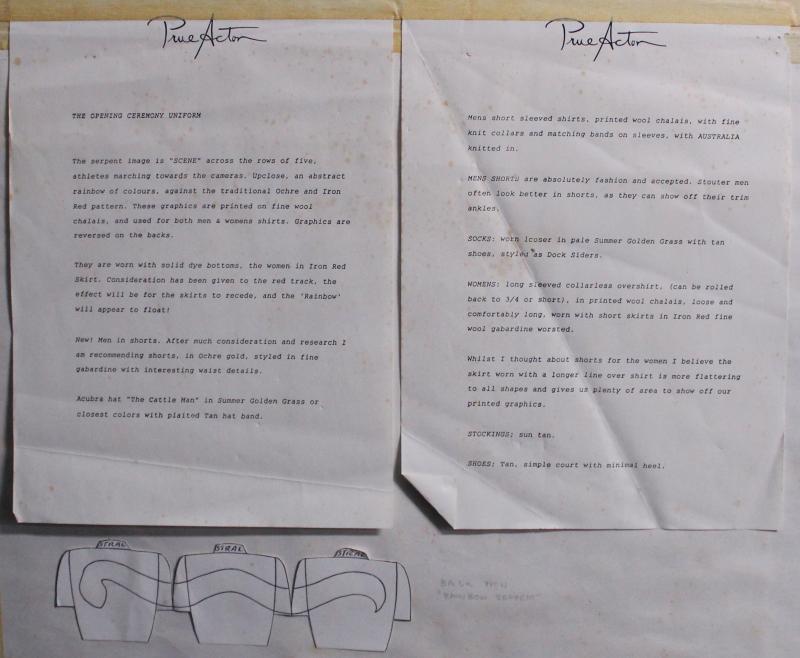 Prue Acton
THE OPENING CEREMONY UNIFORM
The serpent image is "SCENE" across the rows of five,
athletes marching towards the cameras. Upclose, an abstract
rainbow of colours, against the traditional Ochre and Iron
Red pattern. These graphics are printed on fine wool
chalais, and used for both men & womens shirts. Graphics are
reversed on the backs.
They are worn with solid dye bottoms, the women in Iron Red
Skirt. Consideration has been given to the red track, the
effect will be for the skirts to recede, and the 'Rainbow'
will appear to float!
New! Men in shorts. After much consideration and research I
am recommending shorts, in Ochre gold, styled in fine
gabardine with interesting waist details.
Acubra hat "The Cattle Man" in Summer Golden Grass or
closest colors with plaited Tan hat band.
Prue Acton
Mens short sleeved shirts, printed wool chalais, with fine
knit collars and matching bands on sleeves, with AUSTRALIA
knitted in.
MENS SHORTS are absolutely fashion and accepted. Stouter men
often look better in shorts, as they can show off their trim
ankles.
SOCKS: worn looser in pale Summer Golden Grass with tan
shoes, styled as Dock Siders.
WOMENS: long sleeved collarless overshirt, (can be rolled
back to 3/4 or short), in printed wool chalais, loose and
comfortably long, worn with short skirts in Iron Red fine
wool gabardine worsted.
Whilst I thought about shorts for the women I believe the
skirt worn with a longer line over shirt is more flattering
to all shapes and gives us plenty of area to show off our
printed graphics.
STOCKINGS; sun tan.
SHOES; Tan, simple court with minimal heel.
STRAL STRAL STRAL
BACK
"RAINBOW SERPENT"